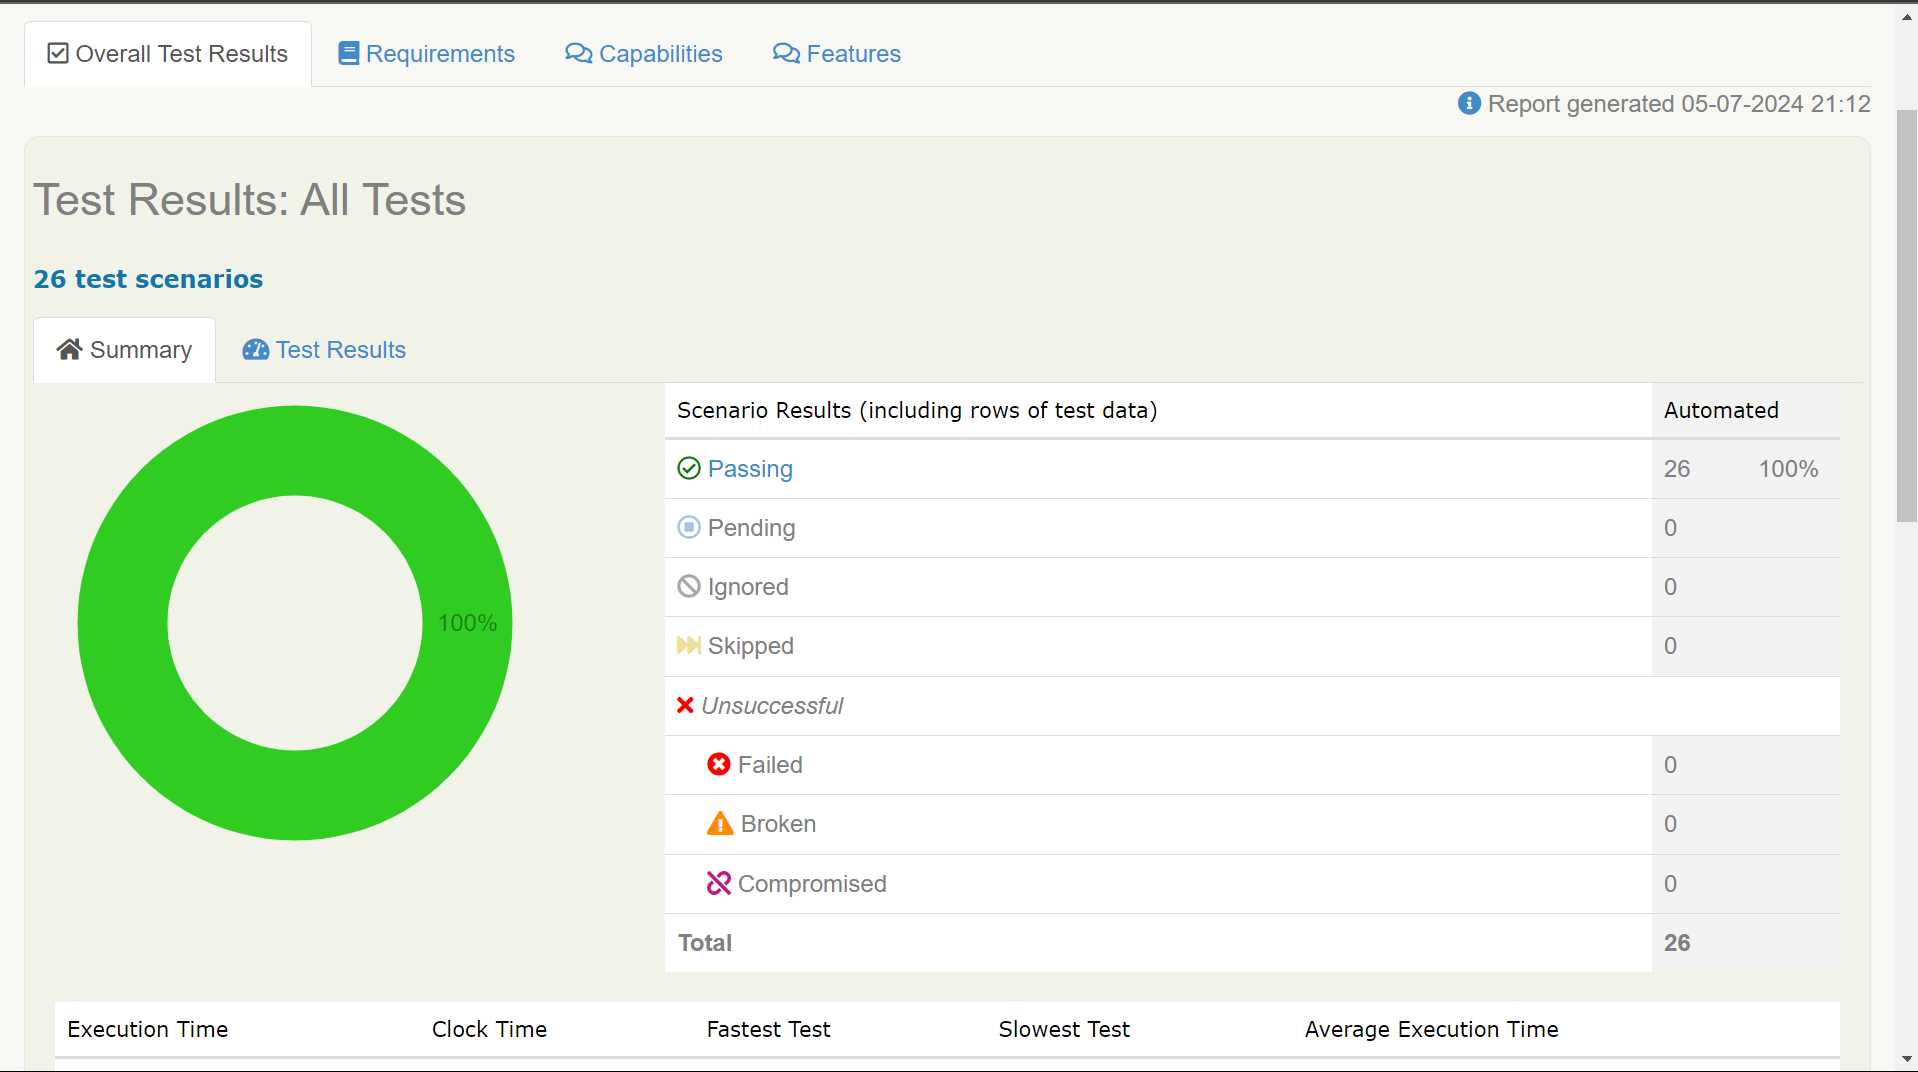 Overall Test Results Requirements Capabilities Features
Report generated 05-07-2024 21:12
Test Results: All Tests
26 test scenarios
Summary Test Results
100%
Scenario Results (including rows of test data) Automated
Passing 26 100%
Pending 0
Ignored 0
Skipped 0
Unsuccessful
Failed 0
Broken 0
Compromised 0
Total 26
Execution Time Clock Time Fastest Test Slowest Test Average Execution Time